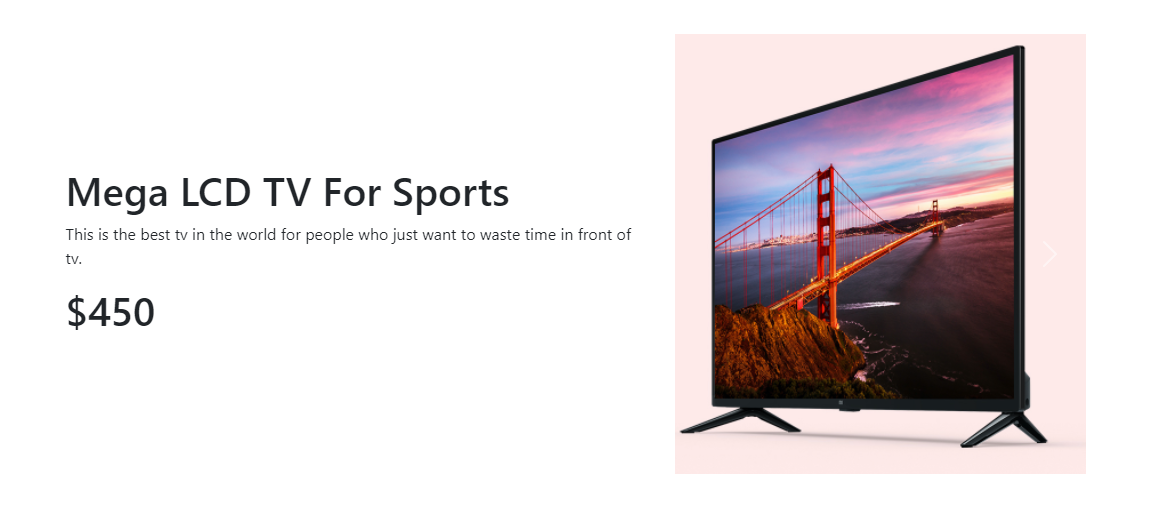 Mega LCD TV For Sports
This is the best tv in the world for people who just want to waste time in front of
tv.
$450